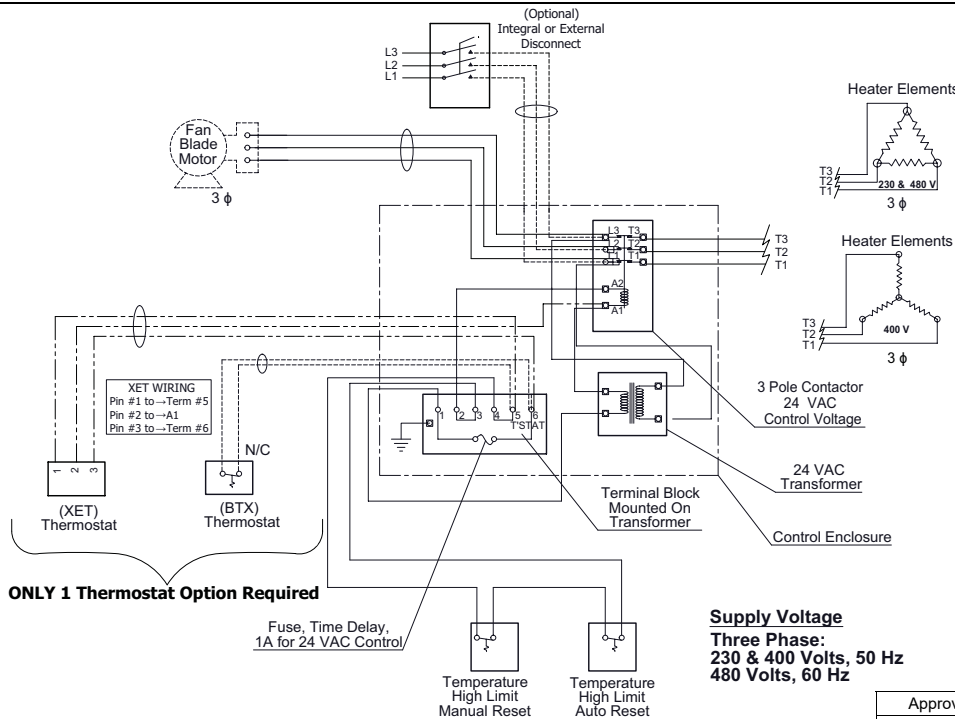 (Optional)
Integral or External
Disconnect
L3
L2
L1
Fan
Blade
Motor
3 ϕ
Heater Elements
T3
T2
T1
230 & 480 V
3 ϕ
L3 T3
L2 T2
T1
A2
A1
T3
T2
T1
Heater Elements
T3
T2
T1
400 V
3 ϕ
3 Pole Contactor
24 VAC
Control Voltage
XET WIRING
Pin #1 to→Term #5
Pin #2 to→A1
Pin #3 to→Term #6
N/C
1 2 3
(XET)
Thermostat
(BTX)
Thermostat
1 2 3 4 5 6
T'STAT
24 VAC
Transformer
Terminal Block
Mounted On
Transformer
Control Enclosure
ONLY 1 Thermostat Option Required
Fuse, Time Delay,
1A for 24 VAC Control
Temperature
High Limit
Manual Reset
Temperature
High Limit
Auto Reset
Supply Voltage
Three Phase:
230 & 400 Volts, 50 Hz
480 Volts, 60 Hz
Approv